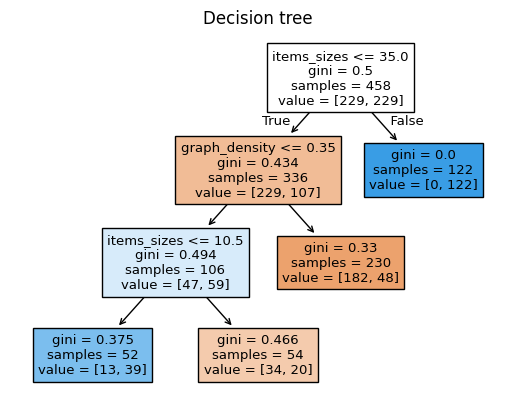 Decision tree
items_sizes <= 35.0
gini = 0.5
samples = 458
value = [229, 229]
True
False
graph_density <= 0.35
gini = 0.434
samples = 336
value = [229, 107]
gini = 0.0
samples = 122
value = [0, 122]
items_sizes <= 10.5
gini = 0.494
samples = 106
value = [47, 59]
gini = 0.33
samples = 230
value = [182, 48]
gini = 0.375
samples = 52
value = [13, 39]
gini = 0.466
samples = 54
value = [34, 20]